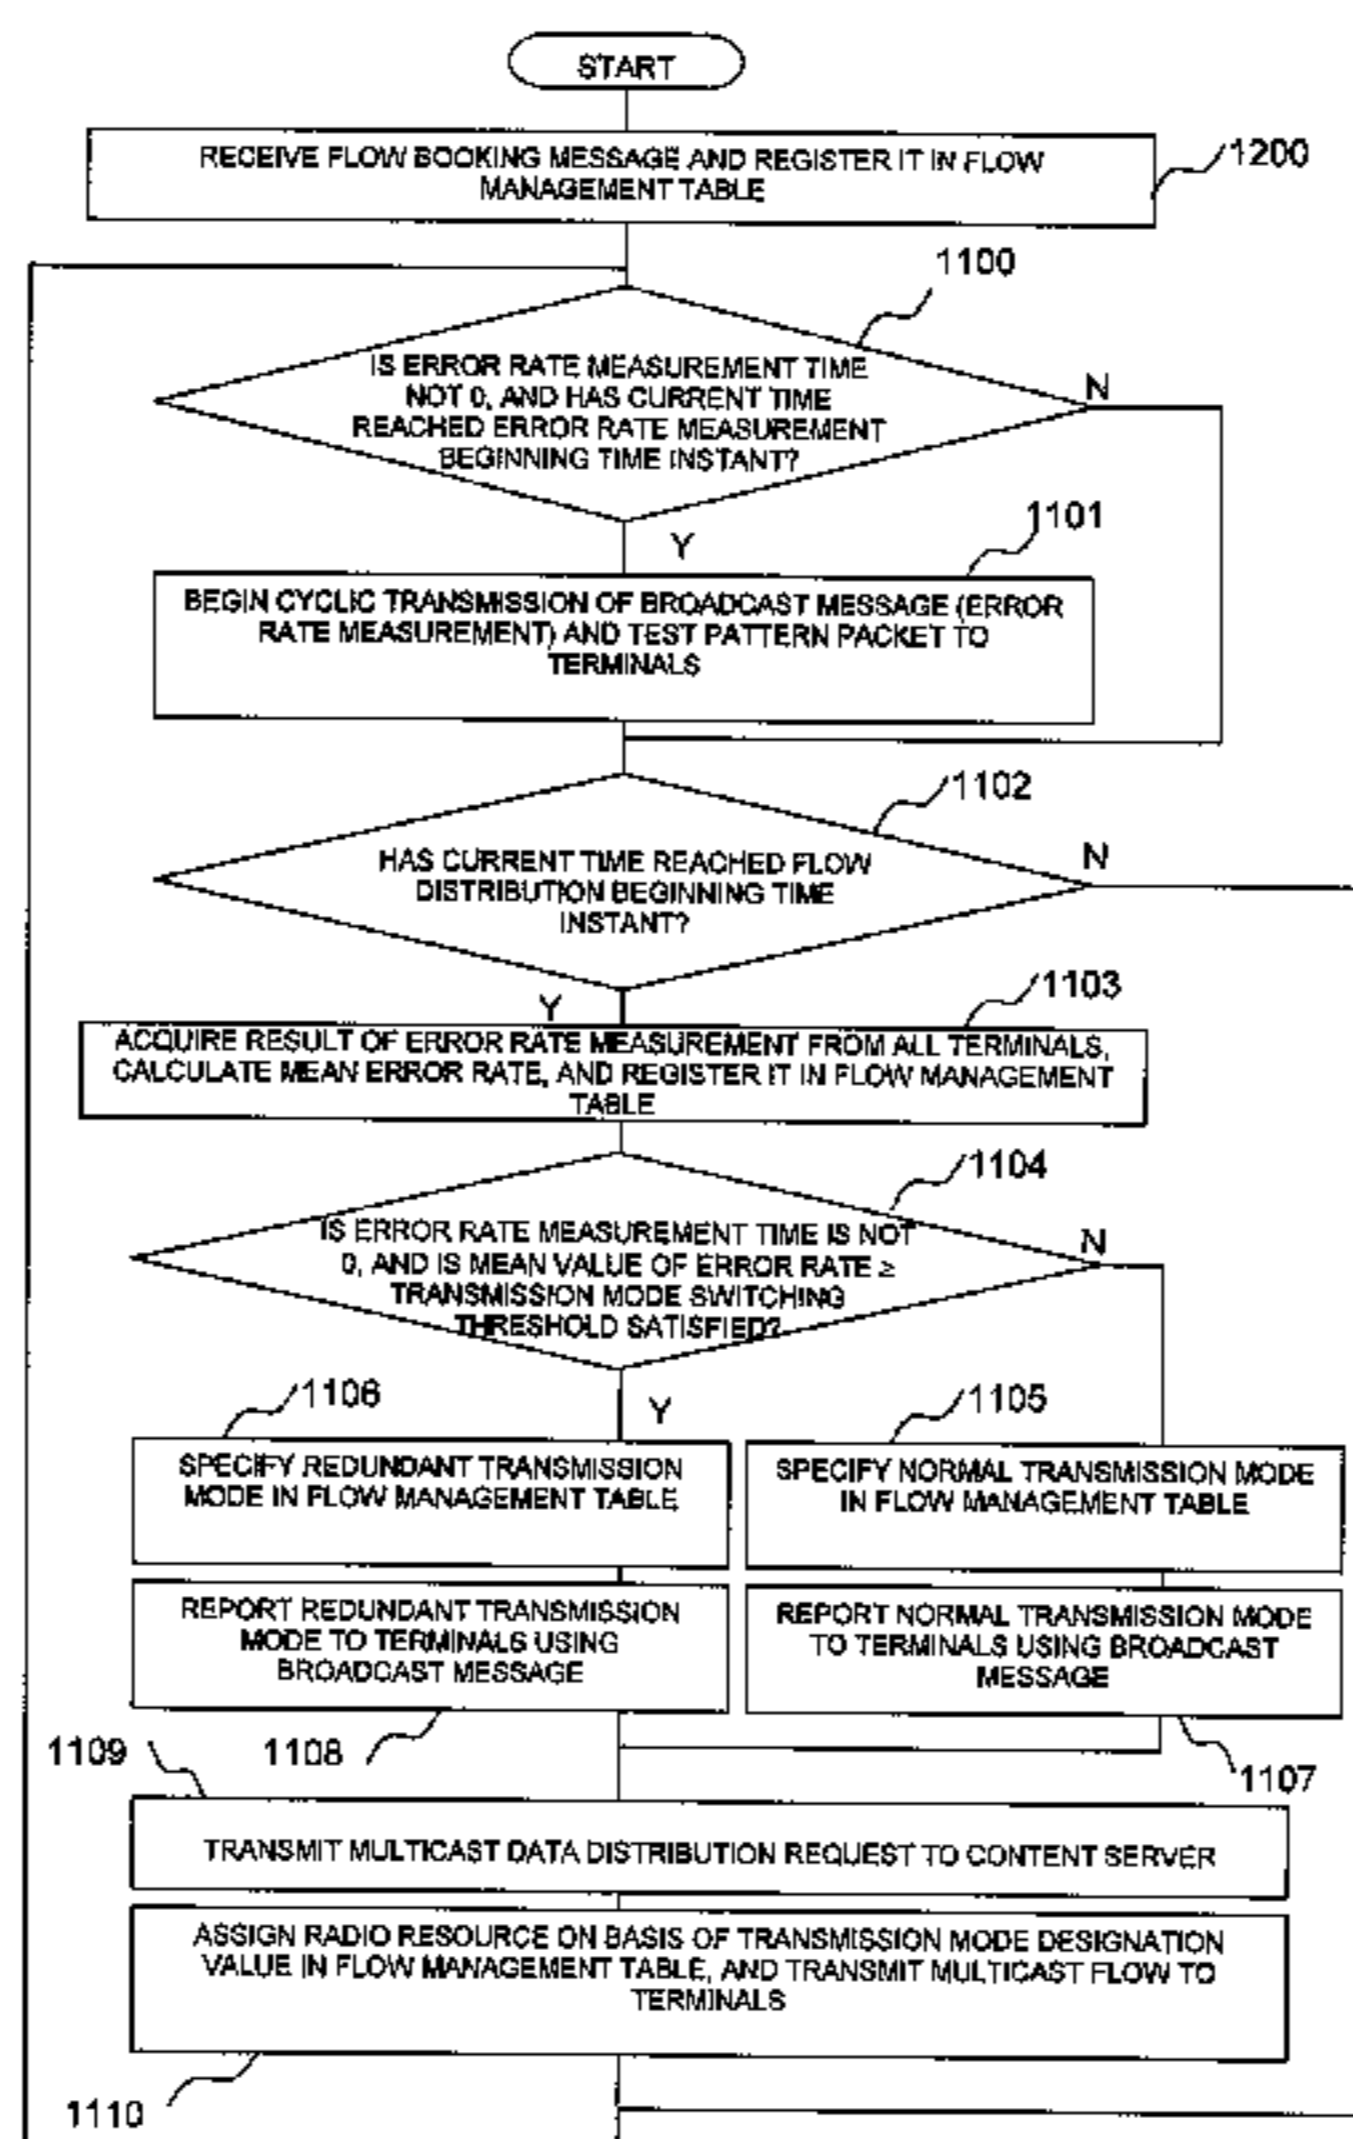 START
RECEIVE FLOW BOOKING MESSAGE AND REGISTER IT IN FLOW
MANAGEMENT TABLE
1200
1100
IS ERROR RATE MEASUREMENT TIME
NOT 0, AND HAS CURRENT TIME
REACHED ERROR RATE MEASUREMENT
BEGINNING TIME INSTANT?
N
Y
1101
BEGIN CYCLIC TRANSMISSION OF BROADCAST MESSAGE (ERROR
RATE MEASUREMENT) AND TEST PATTERN PACKET TO
TERMINALS
1102
HAS CURRENT TIME REACHED FLOW
DISTRIBUTION BEGINNING TIME
INSTANT?
N
Y
1103
ACQUIRE RESULT OF ERROR RATE MEASUREMENT FROM ALL TERMINALS,
CALCULATE MEAN ERROR RATE, AND REGISTER IT IN FLOW MANAGEMENT
TABLE
1104
IS ERROR RATE MEASUREMENT TIME IS NOT
0, AND IS MEAN VALUE OF ERROR RATE ≥
TRANSMISSION MODE SWITCHING
THRESHOLD SATISFIED?
N
Y
1106
SPECIFY REDUNDANT TRANSMISSION
MODE IN FLOW MANAGEMENT TABLE
1105
SPECIFY NORMAL TRANSMISSION MODE
IN FLOW MANAGEMENT TABLE
REPORT REDUNDANT TRANSMISSION
MODE TO TERMINALS USING
BROADCAST MESSAGE
1108
REPORT NORMAL TRANSMISSION MODE
TO TERMINALS USING BROADCAST
MESSAGE
1107
1109
TRANSMIT MULTICAST DATA DISTRIBUTION REQUEST TO CONTENT SERVER
ASSIGN RADIO RESOURCE ON BASIS OF TRANSMISSION MODE DESIGNATION
VALUE IN FLOW MANAGEMENT TABLE, AND TRANSMIT MULTICAST FLOW TO
TERMINALS
1110